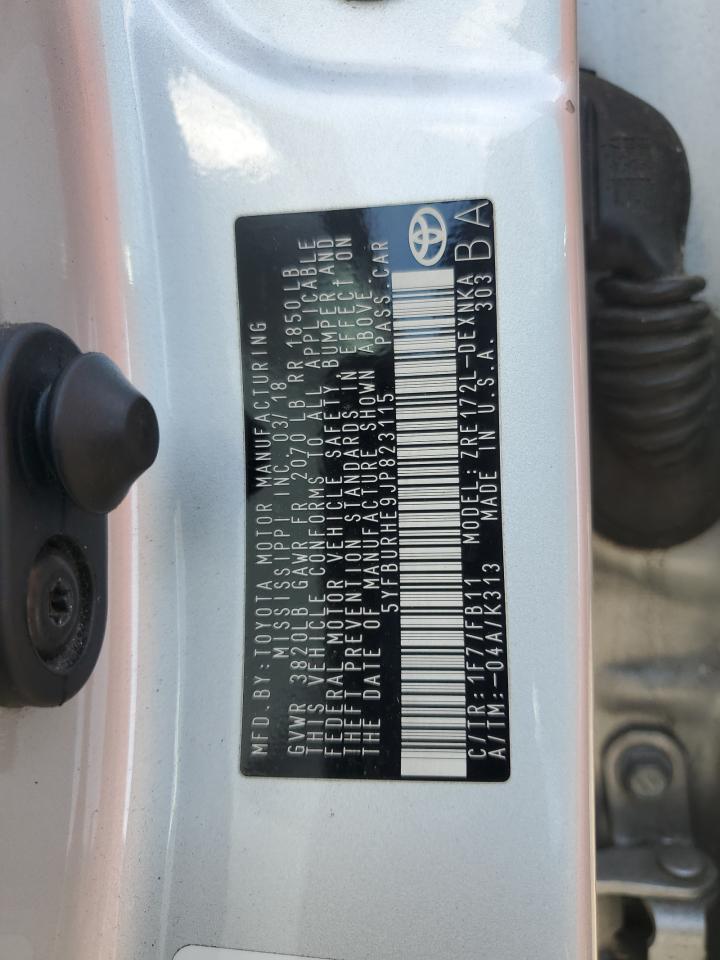 MFD.BY:TOYOTA MOTOR MANUFACTURING
MISSISSIPPI INC. 03/18
GVWR 3820LB GAWR FR 2070 LB RR 1850 LB
THIS VEHICLE CONFORMS TO ALL APPLICABLE
FEDERAL MOTOR VEHICLE SAFETY, BUMPER AND
THEFT PREVENTION STANDARDS IN EFFECT ON
THE DATE OF MANUFACTURE SHOWN ABOVE.
5YFBURHE9JP823115 PASS.CAR
C/TR:1F7/FB11 MODEL:ZRE172L-DEXNKA
A/TM:-04A/K313 MADE IN U.S.A. 303
BA